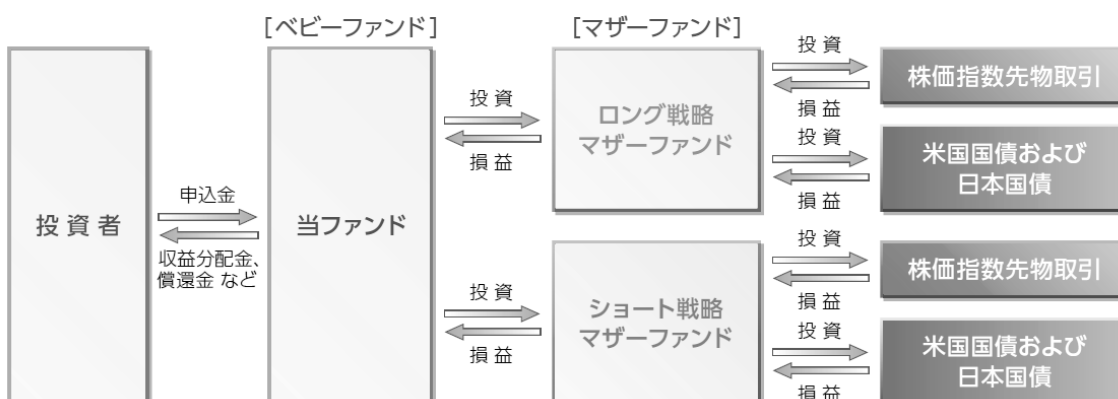 [ベビーファンド]
[マザーファンド]
投資者
申込金
収益分配金、
償還金 など
当ファンド
投資
損益
投資
損益
ロング戦略
マザーファンド
ショート戦略
マザーファンド
投資
損益
投資
損益
投資
損益
投資
損益
株価指数先物取引
米国国債および
日本国債
株価指数先物取引
米国国債および
日本国債